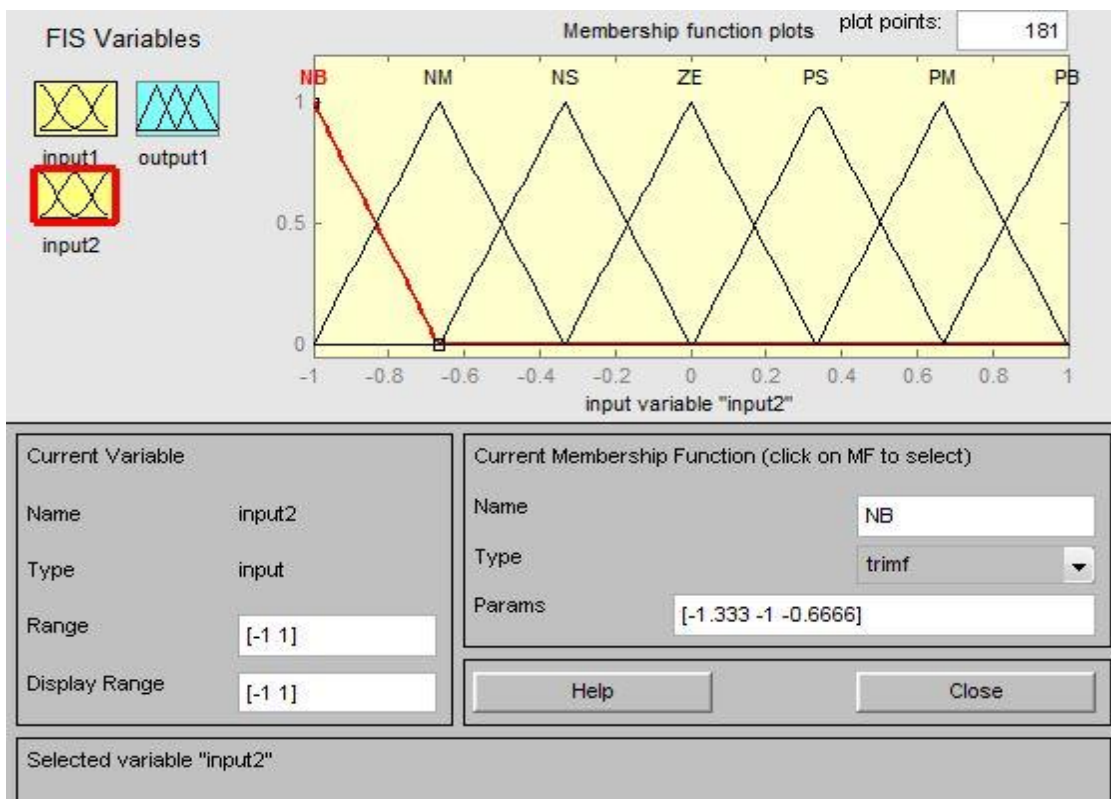 FIS Variables
Membership function plots
plot points:
181
NB
NM
NS
ZE
PS
PM
PB
input1
output1
input2
1
0.5
0
-1
-0.8
-0.6
-0.4
-0.2
0
0.2
0.4
0.6
0.8
1
input variable "input2"
Current Variable
Name
input2
Type
input
Range
[-1 1]
Display Range
[-1 1]
Current Membership Function (click on MF to select)
Name
NB
Type
trimf
Params
[-1.333 -1 -0.6666]
Help
Close
Selected variable "input2"